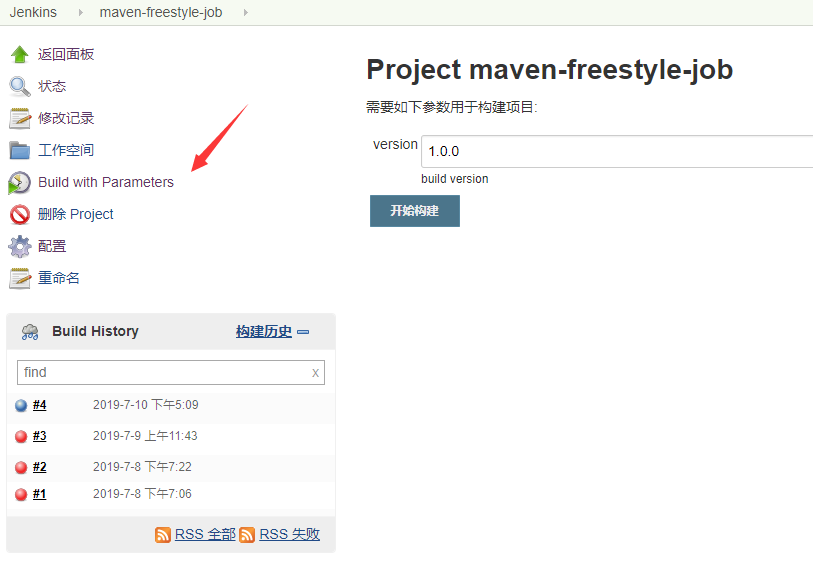 Jenkins maven-freestyle-job
返回面板
状态
修改记录
工作空间
Build with Parameters
删除 Project
配置
重命名
Project maven-freestyle-job
需要如下参数用于构建项目:
version 1.0.0
build version
开始构建
Build History 构建历史
find x
#4 2019-7-10 下午5:09
#3 2019-7-9 上午11:43
#2 2019-7-8 下午7:22
#1 2019-7-8 下午7:06
RSS 全部 RSS 失败